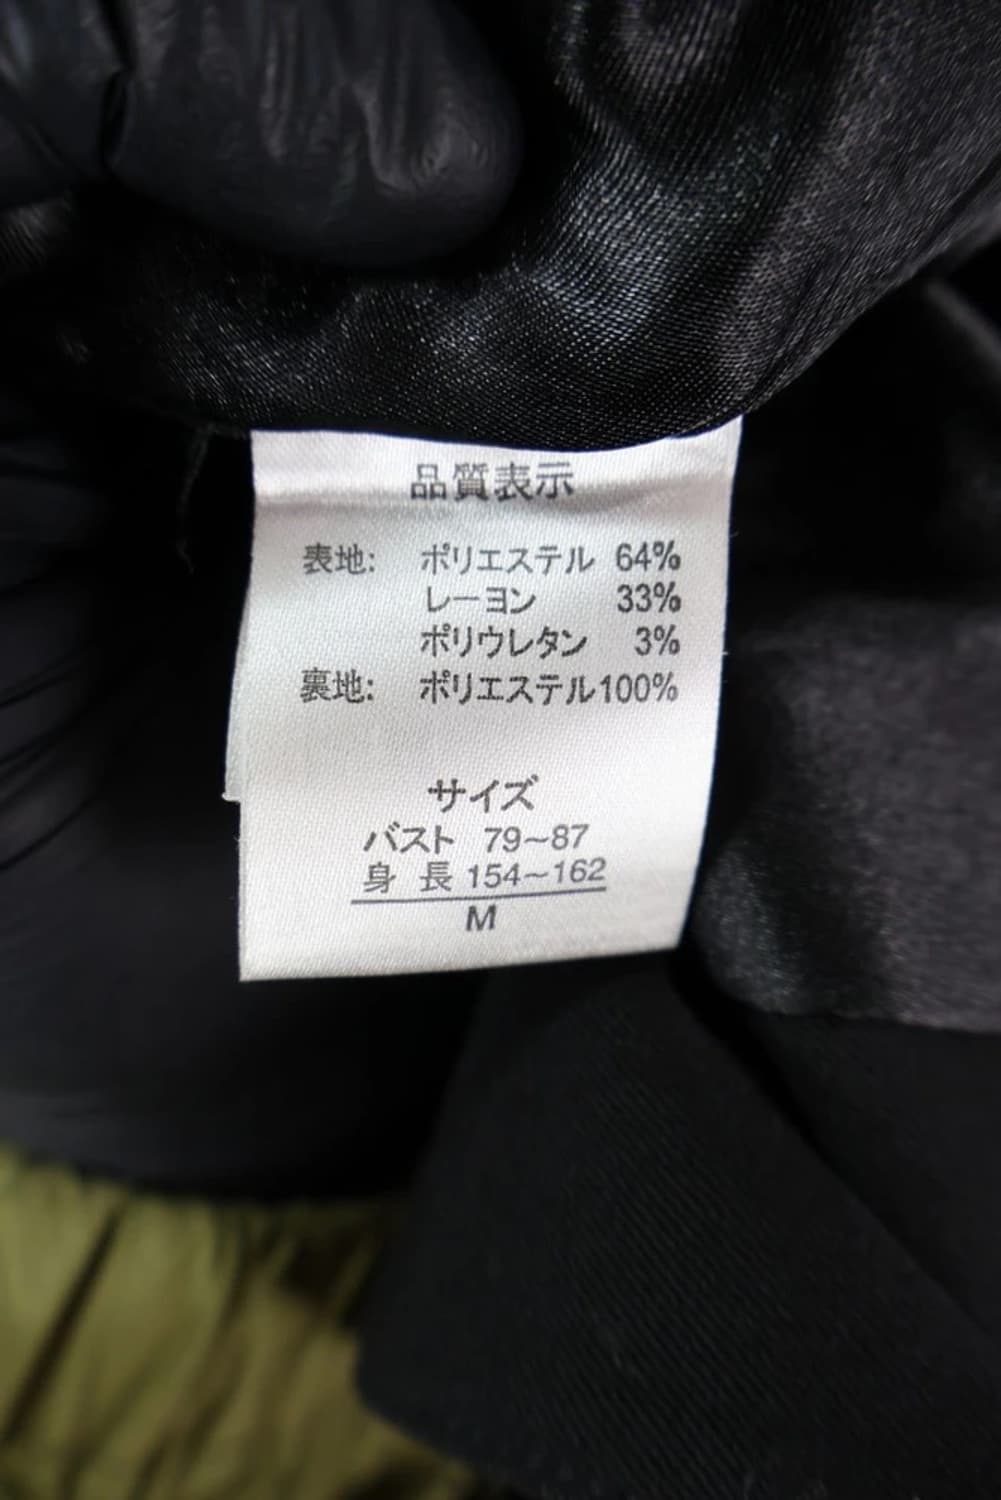 品質表示
表地: ポリエステル 64%
レーヨン 33%
ポリウレタン 3%
裏地: ポリエステル100%
サイズ
バスト 79~87
身 長 154~162
M